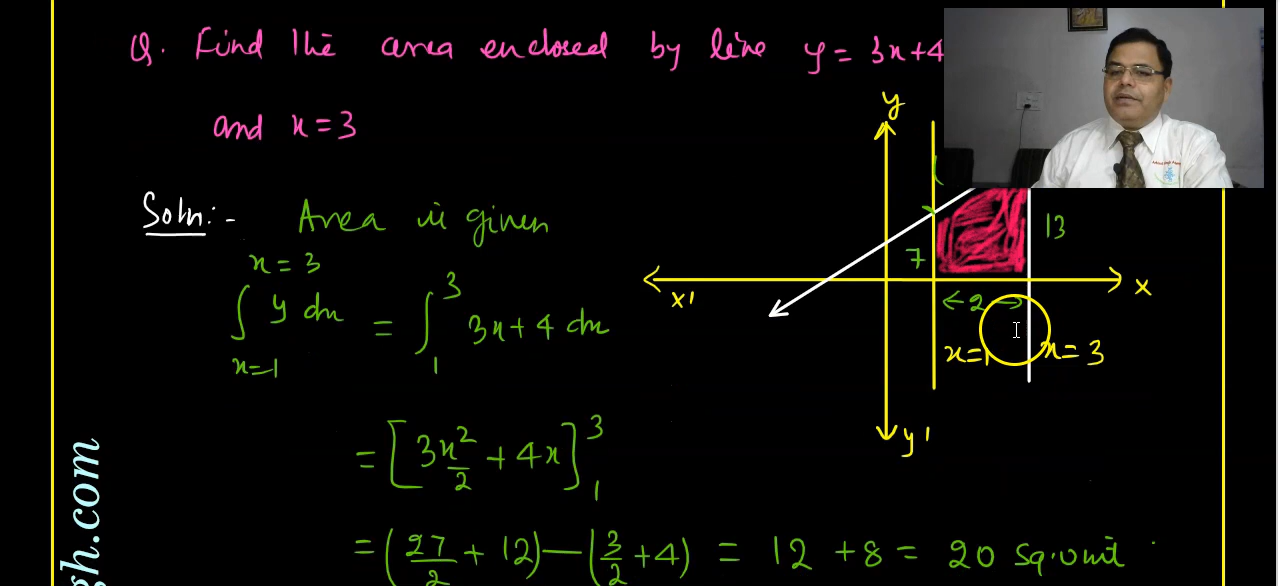 Q. Find the area enclosed by line y = 3x+4
and x = 3
Soln:- Area is given
x = 3
∫ y dx = ∫ 3x + 4 dx
x=1
3
1
= [3x²/2 + 4x]
3
1
= (27/2 + 12) — (3/2 + 4) = 12 + 8 = 20 sq.unit
y
13
7
x'
x
← 2 →
x=1
x = 3
y'
gh.com